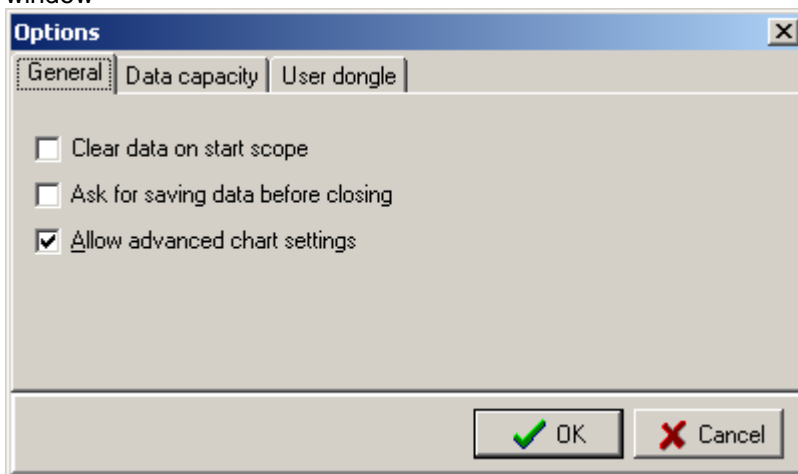 window
Options
General Data capacity User dongle
Clear data on start scope
Ask for saving data before closing
Allow advanced chart settings
OK Cancel